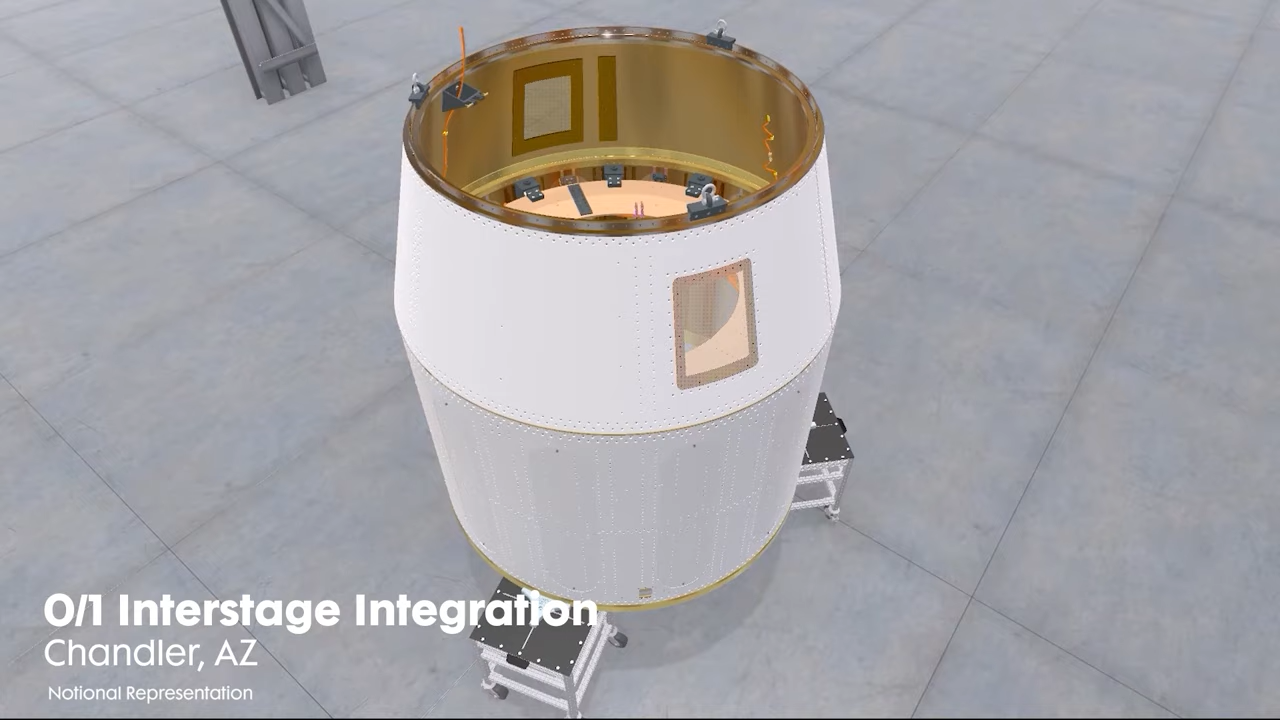 0/1 Interstage Integration
Chandler, AZ
Notional Representation